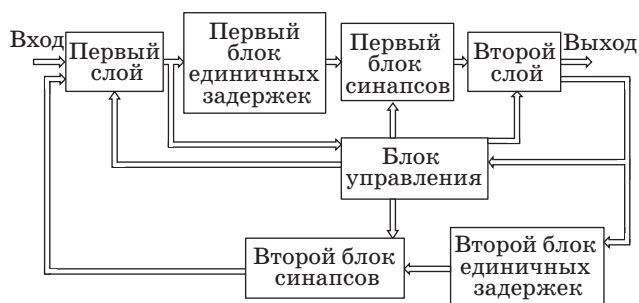 Вход
Первый
слой
Первый
блок
единичных
задержек
Первый
блок
синапсов
Второй
слой
Выход
Блок
управления
Второй блок
синапсов
Второй блок
единичных
задержек